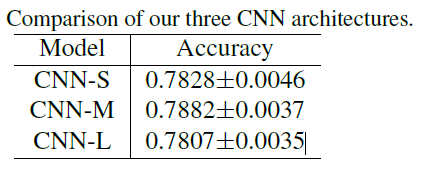 Comparison of our three CNN architectures.
Model Accuracy
CNN-S 0.7828±0.0046
CNN-M 0.7882±0.0037
CNN-L 0.7807±0.0035